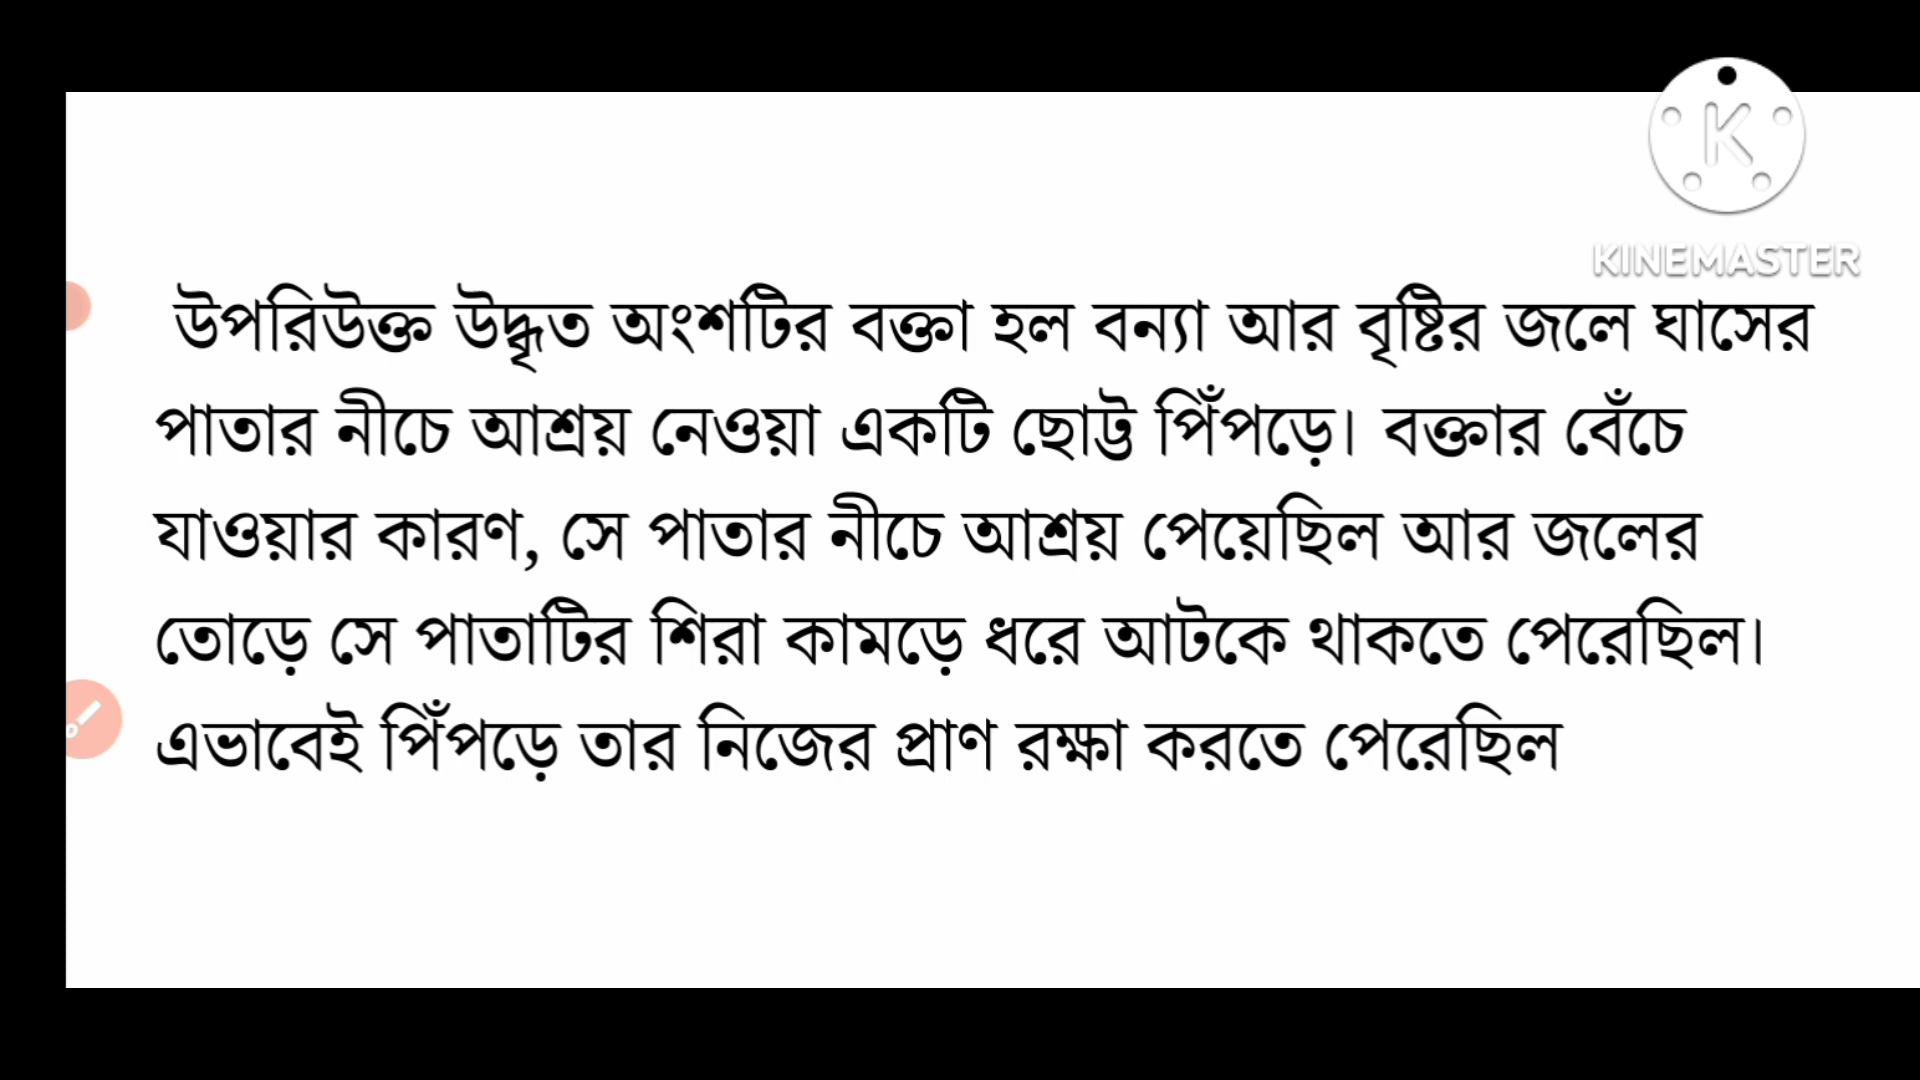 KINEMASTER
উপরিউক্ত উদ্ধৃত অংশটির বক্তা হল বন্যা আর বৃষ্টির জলে ঘাসের
পাতার নীচে আশ্রয় নেওয়া একটি ছোট্ট পিঁপড়ে। বক্তার বেঁচে
যাওয়ার কারণ, সে পাতার নীচে আশ্রয় পেয়েছিল আর জলের
তোড়ে সে পাতাটির শিরা কামড়ে ধরে আটকে থাকতে পেরেছিল।
এভাবেই পিঁপড়ে তার নিজের প্রাণ রক্ষা করতে পেরেছিল